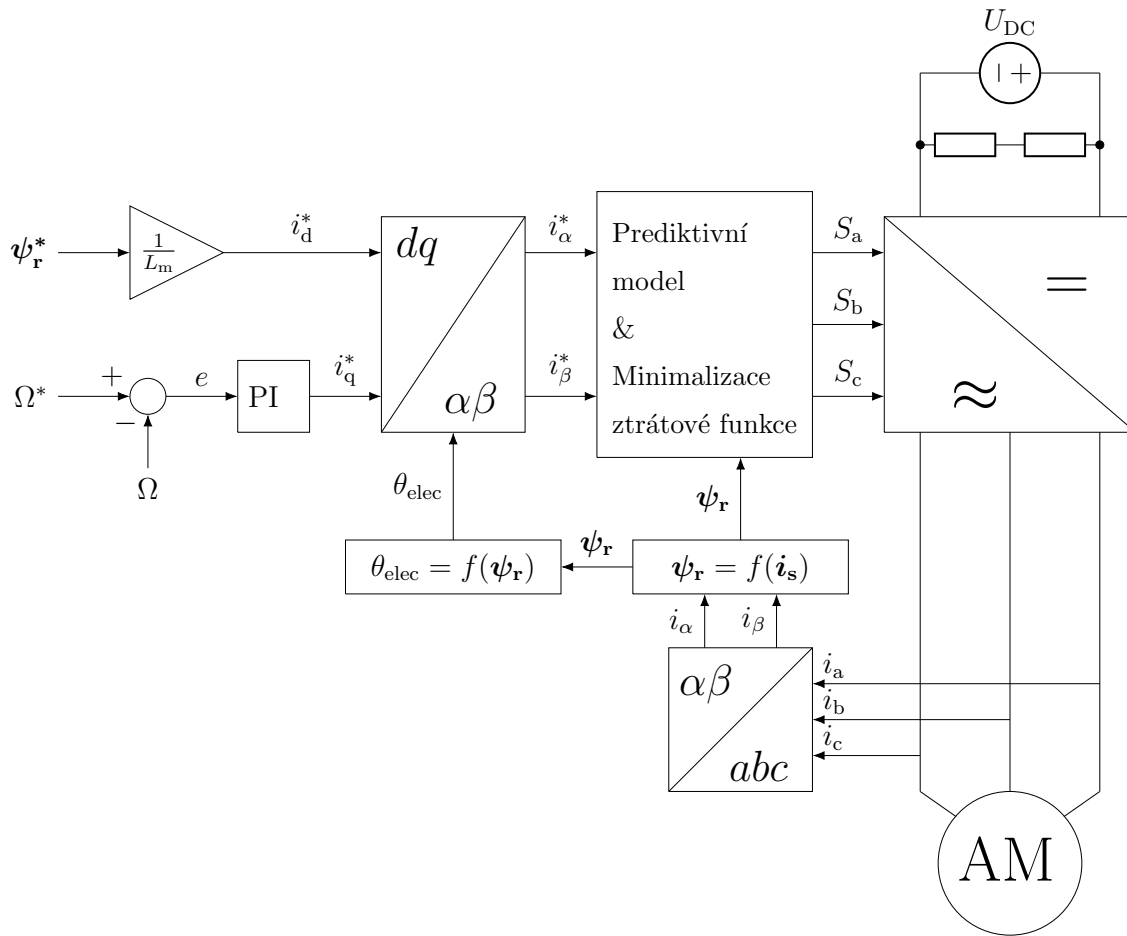 U_DC
− +
ψ_r^*
1/L_m
i_d^*
dq
αβ
i_α^*
Prediktivní
model
&
Minimalizace
ztrátové funkce
S_a
S_b
S_c
=
≈
Ω^*
+
−
e
PI
i_q^*
i_β^*
Ω
θ_elec
ψ_r
θ_elec = f(ψ_r)
ψ_r
ψ_r = f(i_s)
i_α
i_β
αβ
abc
i_a
i_b
i_c
AM